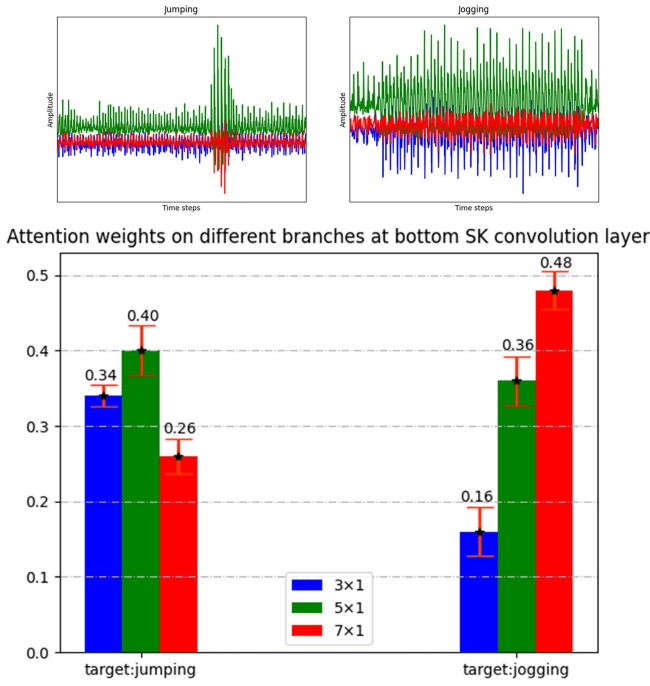 Jumping
Jogging
Amplitude
Amplitude
Time steps
Time steps
Attention weights on different branches at bottom SK convolution layer
0.5
0.4
0.3
0.2
0.1
0.0
0.34
0.40
0.26
0.16
0.36
0.48
3×1
5×1
7×1
target:jumping
target:jogging